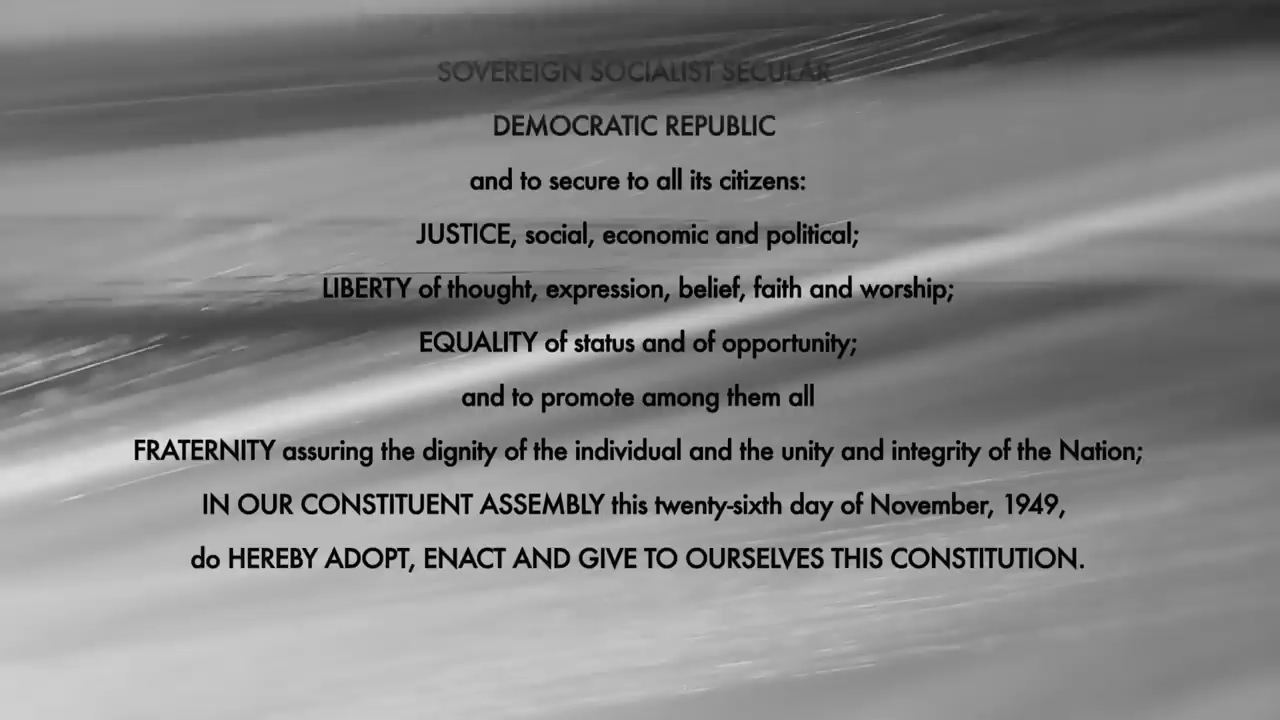 SOVEREIGN SOCIALIST SECULAR
DEMOCRATIC REPUBLIC
and to secure to all its citizens:
JUSTICE, social, economic and political;
LIBERTY of thought, expression, belief, faith and worship;
EQUALITY of status and of opportunity;
and to promote among them all
FRATERNITY assuring the dignity of the individual and the unity and integrity of the Nation;
IN OUR CONSTITUENT ASSEMBLY this twenty-sixth day of November, 1949,
do HEREBY ADOPT, ENACT AND GIVE TO OURSELVES THIS CONSTITUTION.